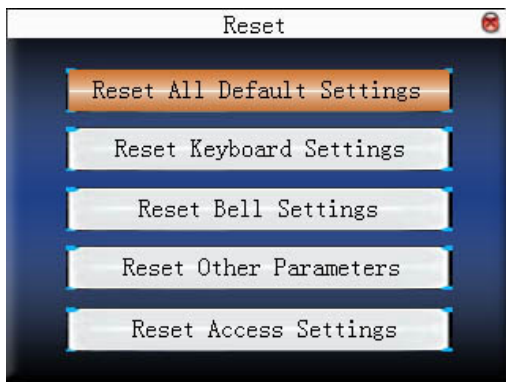 Reset
Reset All Default Settings
Reset Keyboard Settings
Reset Bell Settings
Reset Other Parameters
Reset Access Settings